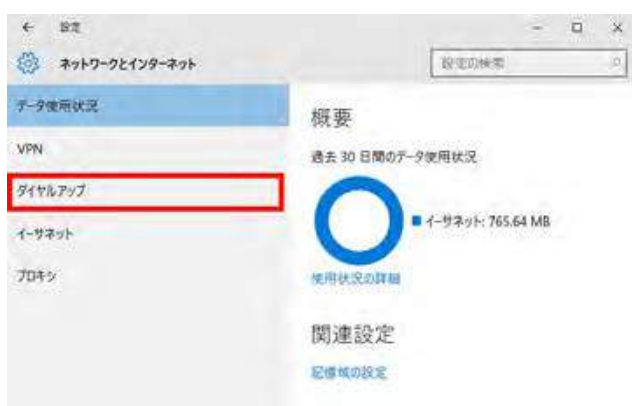 ← 設定
ネットワークとインターネット
設定の検索
データ使用状況
VPN
ダイヤルアップ
イーサネット
プロキシ
概要
過去 30 日間のデータ使用状況
イーサネット: 765.64 MB
使用状況の詳細
関連設定
記憶域の設定